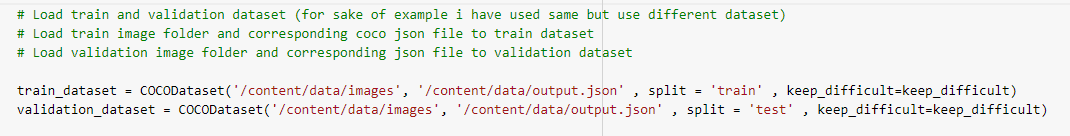 # Load train and validation dataset (for sake of example i have used same but use different dataset)
# Load train image folder and corresponding coco json file to train dataset
# Load validation image folder and corresponding json file to validation dataset
train_dataset = COCODataset('/content/data/images', '/content/data/output.json' , split = 'train' , keep_difficult=keep_difficult)
validation_dataset = COCODataset('/content/data/images', '/content/data/output.json' , split = 'test' , keep_difficult=keep_difficult)